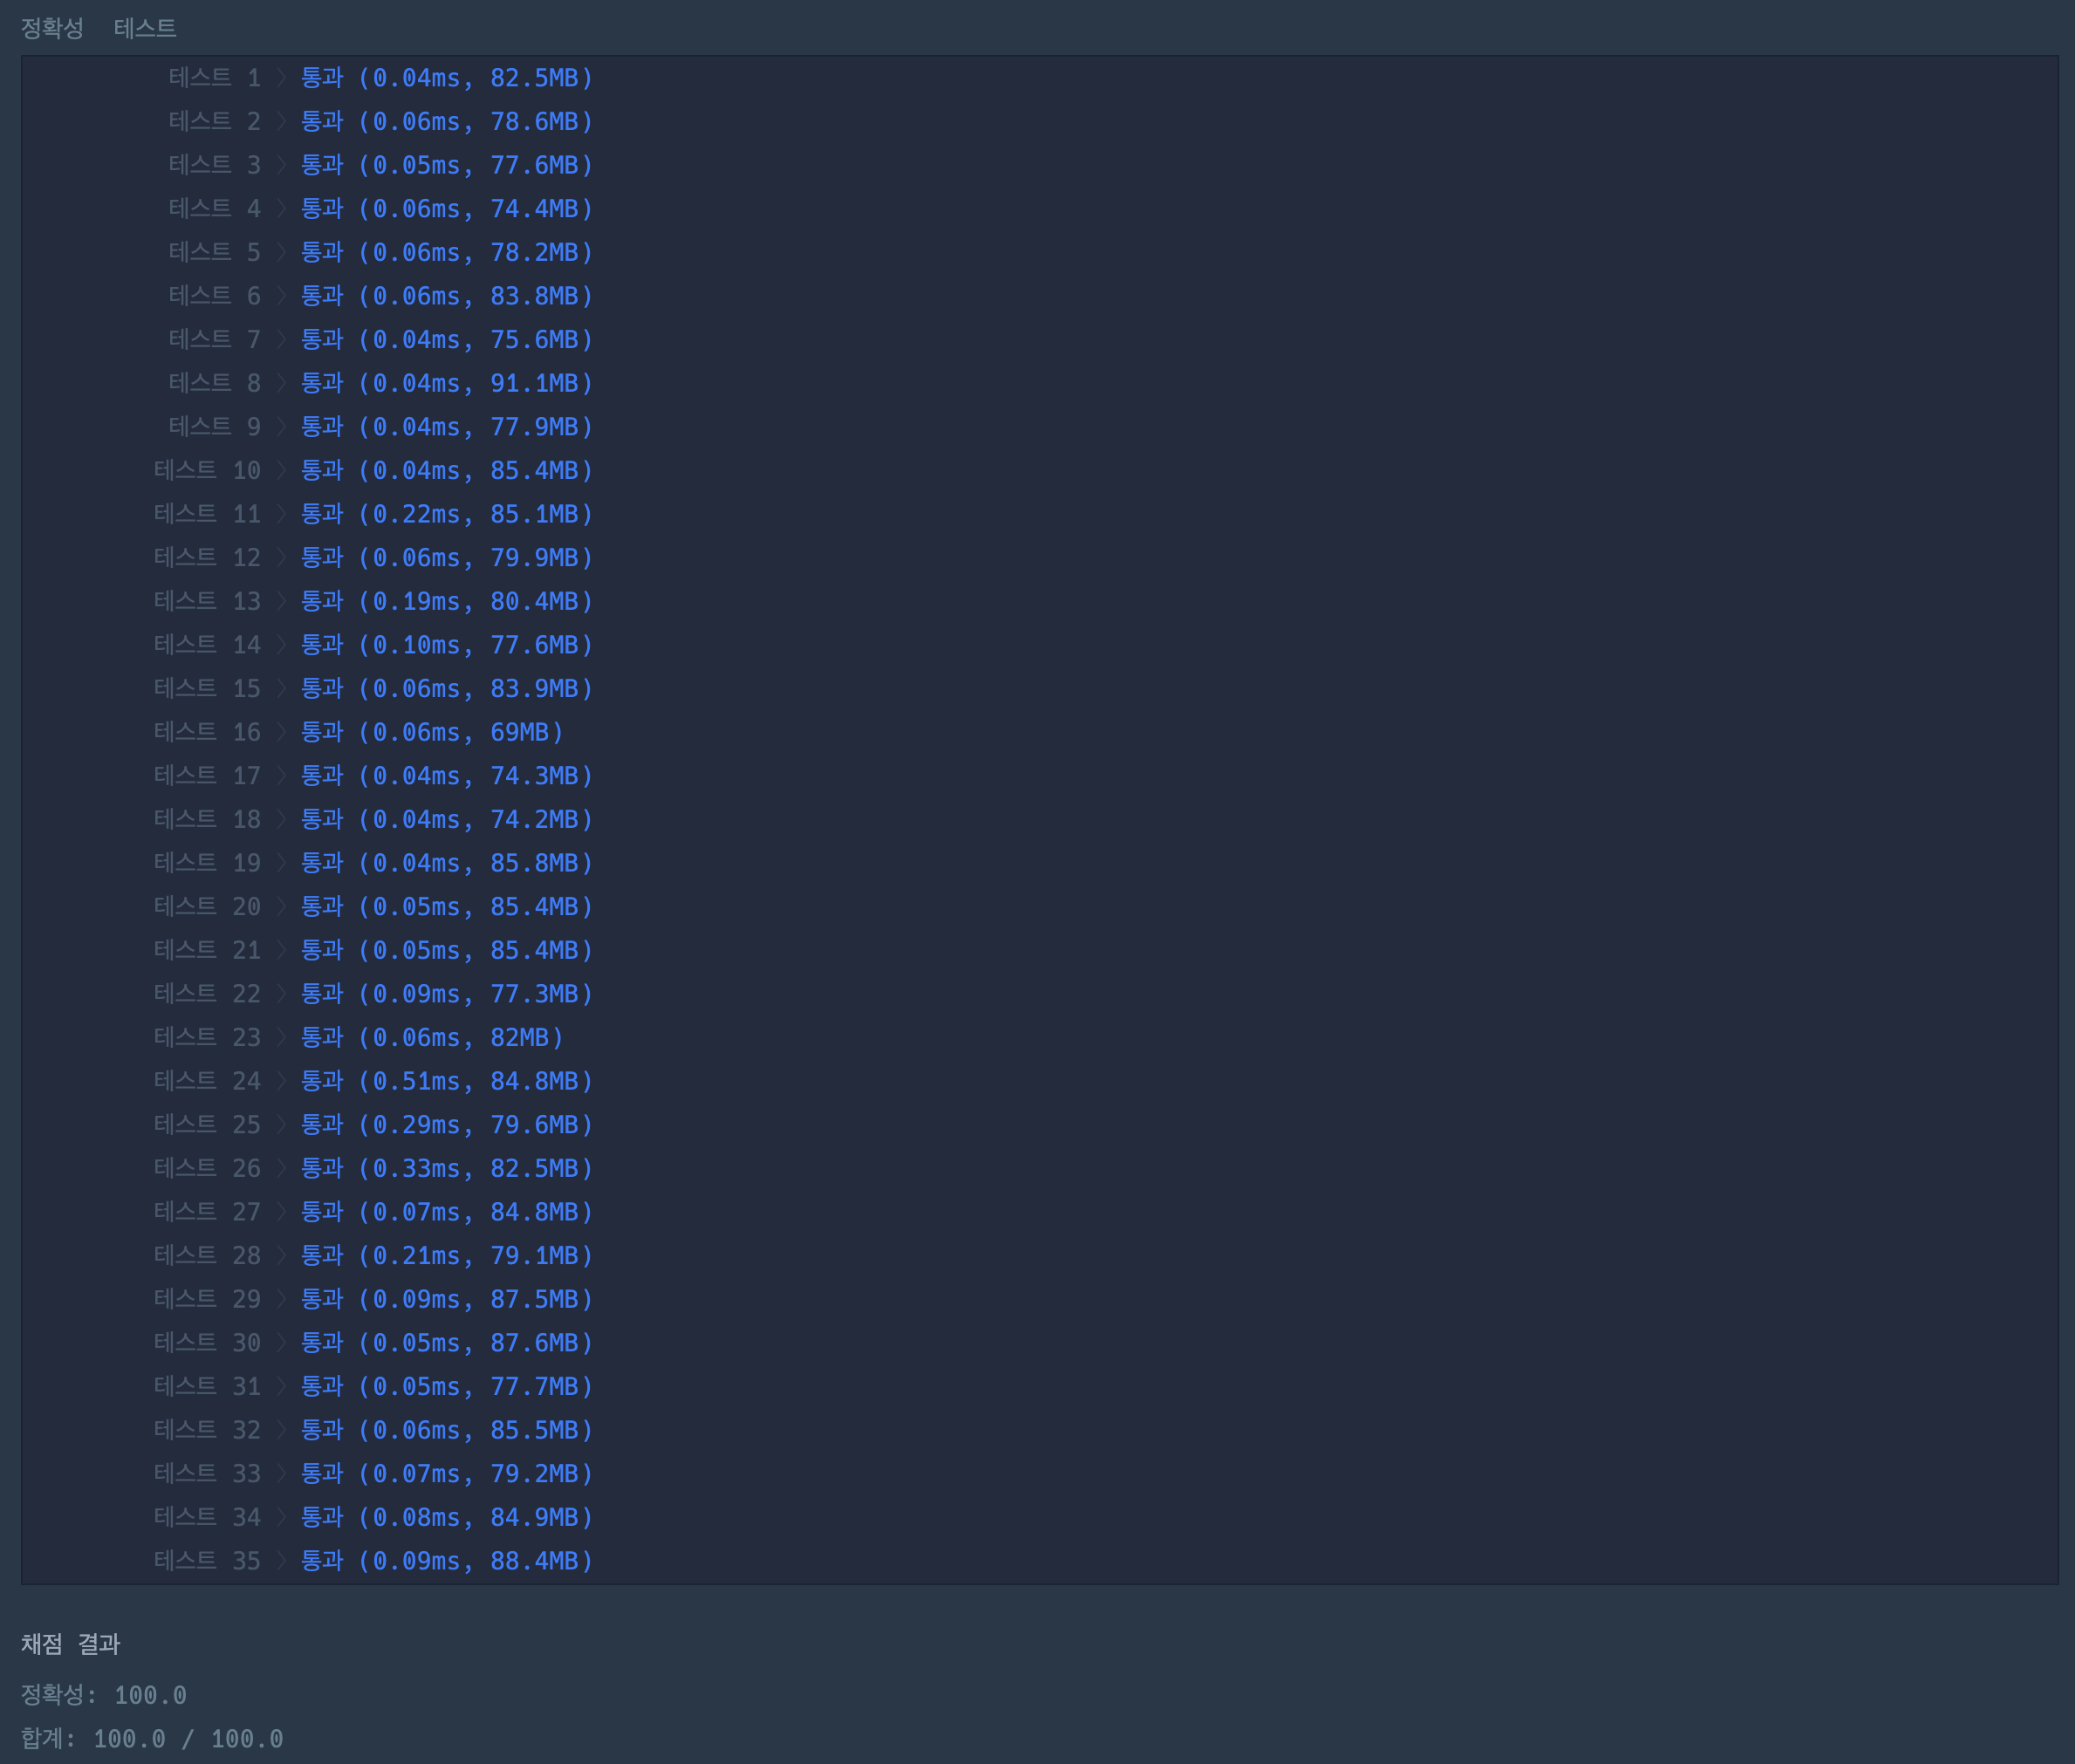 정확성 테스트
테스트 1 〉 통과 (0.04ms, 82.5MB)
테스트 2 〉 통과 (0.06ms, 78.6MB)
테스트 3 〉 통과 (0.05ms, 77.6MB)
테스트 4 〉 통과 (0.06ms, 74.4MB)
테스트 5 〉 통과 (0.06ms, 78.2MB)
테스트 6 〉 통과 (0.06ms, 83.8MB)
테스트 7 〉 통과 (0.04ms, 75.6MB)
테스트 8 〉 통과 (0.04ms, 91.1MB)
테스트 9 〉 통과 (0.04ms, 77.9MB)
테스트 10 〉 통과 (0.04ms, 85.4MB)
테스트 11 〉 통과 (0.22ms, 85.1MB)
테스트 12 〉 통과 (0.06ms, 79.9MB)
테스트 13 〉 통과 (0.19ms, 80.4MB)
테스트 14 〉 통과 (0.10ms, 77.6MB)
테스트 15 〉 통과 (0.06ms, 83.9MB)
테스트 16 〉 통과 (0.06ms, 69MB)
테스트 17 〉 통과 (0.04ms, 74.3MB)
테스트 18 〉 통과 (0.04ms, 74.2MB)
테스트 19 〉 통과 (0.04ms, 85.8MB)
테스트 20 〉 통과 (0.05ms, 85.4MB)
테스트 21 〉 통과 (0.05ms, 85.4MB)
테스트 22 〉 통과 (0.09ms, 77.3MB)
테스트 23 〉 통과 (0.06ms, 82MB)
테스트 24 〉 통과 (0.51ms, 84.8MB)
테스트 25 〉 통과 (0.29ms, 79.6MB)
테스트 26 〉 통과 (0.33ms, 82.5MB)
테스트 27 〉 통과 (0.07ms, 84.8MB)
테스트 28 〉 통과 (0.21ms, 79.1MB)
테스트 29 〉 통과 (0.09ms, 87.5MB)
테스트 30 〉 통과 (0.05ms, 87.6MB)
테스트 31 〉 통과 (0.05ms, 77.7MB)
테스트 32 〉 통과 (0.06ms, 85.5MB)
테스트 33 〉 통과 (0.07ms, 79.2MB)
테스트 34 〉 통과 (0.08ms, 84.9MB)
테스트 35 〉 통과 (0.09ms, 88.4MB)
채점 결과
정확성: 100.0
합계: 100.0 / 100.0